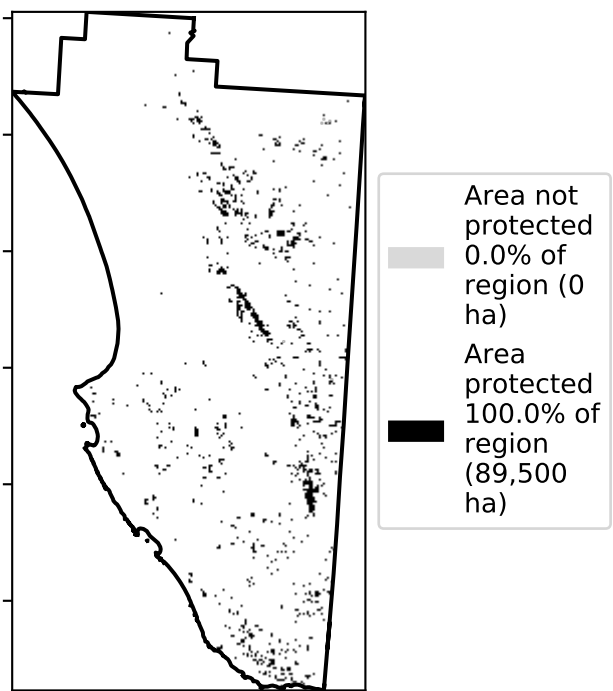 Area not
protected
0.0% of
region (0
ha)
Area
protected
100.0% of
region
(89,500
ha)